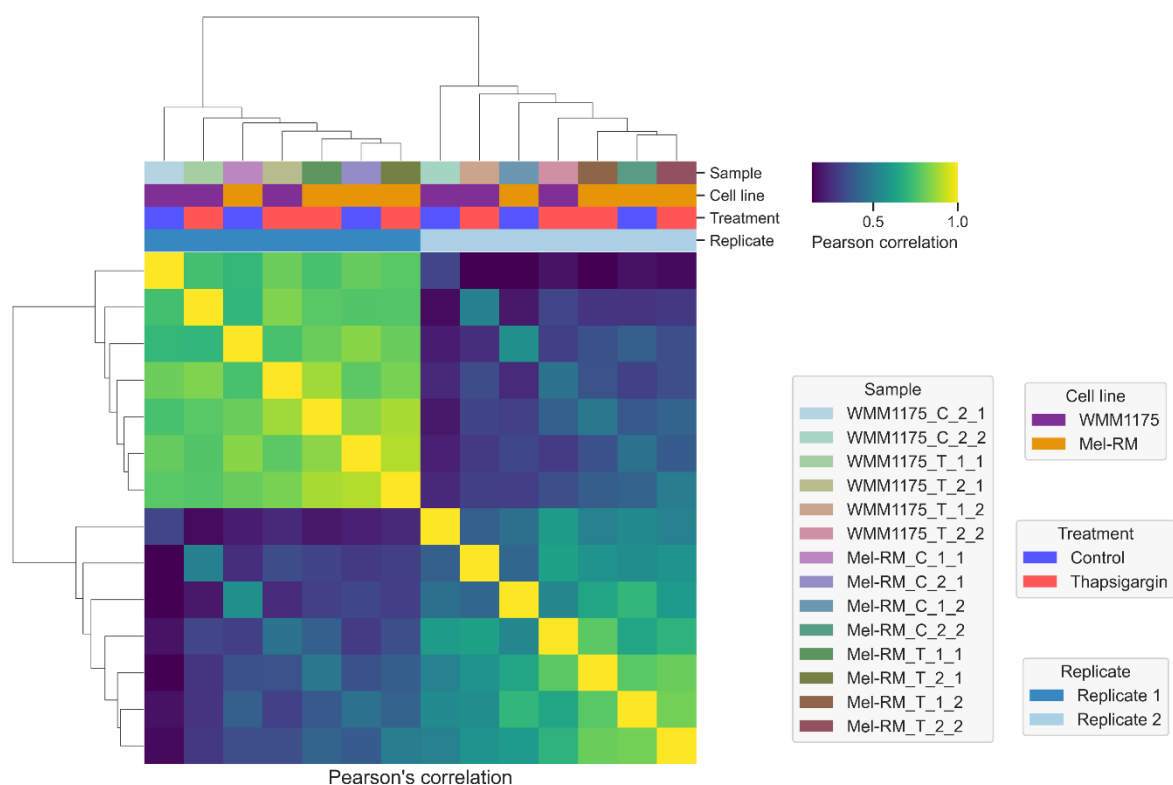 Sample
Cell line
Treatment
Replicate
0.5 1.0
Pearson correlation
Sample
WMM1175_C_2_1
WMM1175_C_2_2
WMM1175_T_1_1
WMM1175_T_2_1
WMM1175_T_1_2
WMM1175_T_2_2
Mel-RM_C_1_1
Mel-RM_C_2_1
Mel-RM_C_1_2
Mel-RM_C_2_2
Mel-RM_T_1_1
Mel-RM_T_2_1
Mel-RM_T_1_2
Mel-RM_T_2_2
Cell line
WMM1175
Mel-RM
Treatment
Control
Thapsigargin
Replicate
Replicate 1
Replicate 2
Pearson's correlation